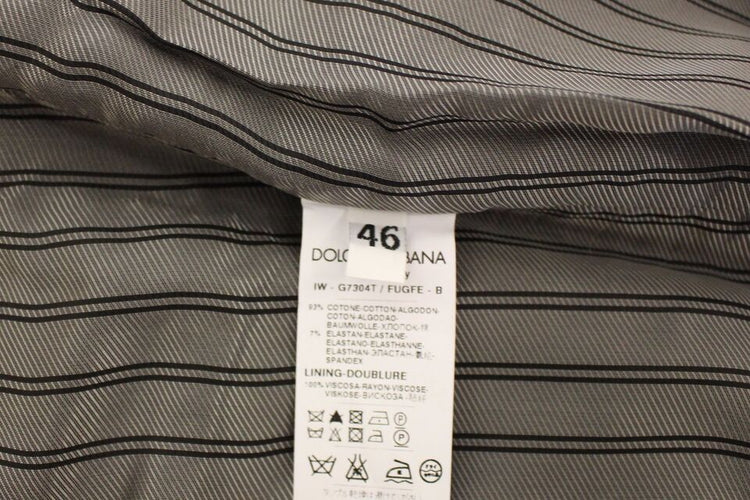 46
DOLC BANA
y
IW - G7304T / FUGFE - B
93% COTONE-COTTON-ALGODON-
COTON-ALGODAO-
BAUMWOLLE-ХЛОПОК-
7% ELASTAN-ELASTANE-
ELASTANO-ELASTHANNE-
ELASTHAN-ЭЛАСТАН-
SPANDEX
LINING-DOUBLURE
100% VISCOSA-RAYON-VISCOSE-
VISKOSE-ВИСКОЗА
P
P